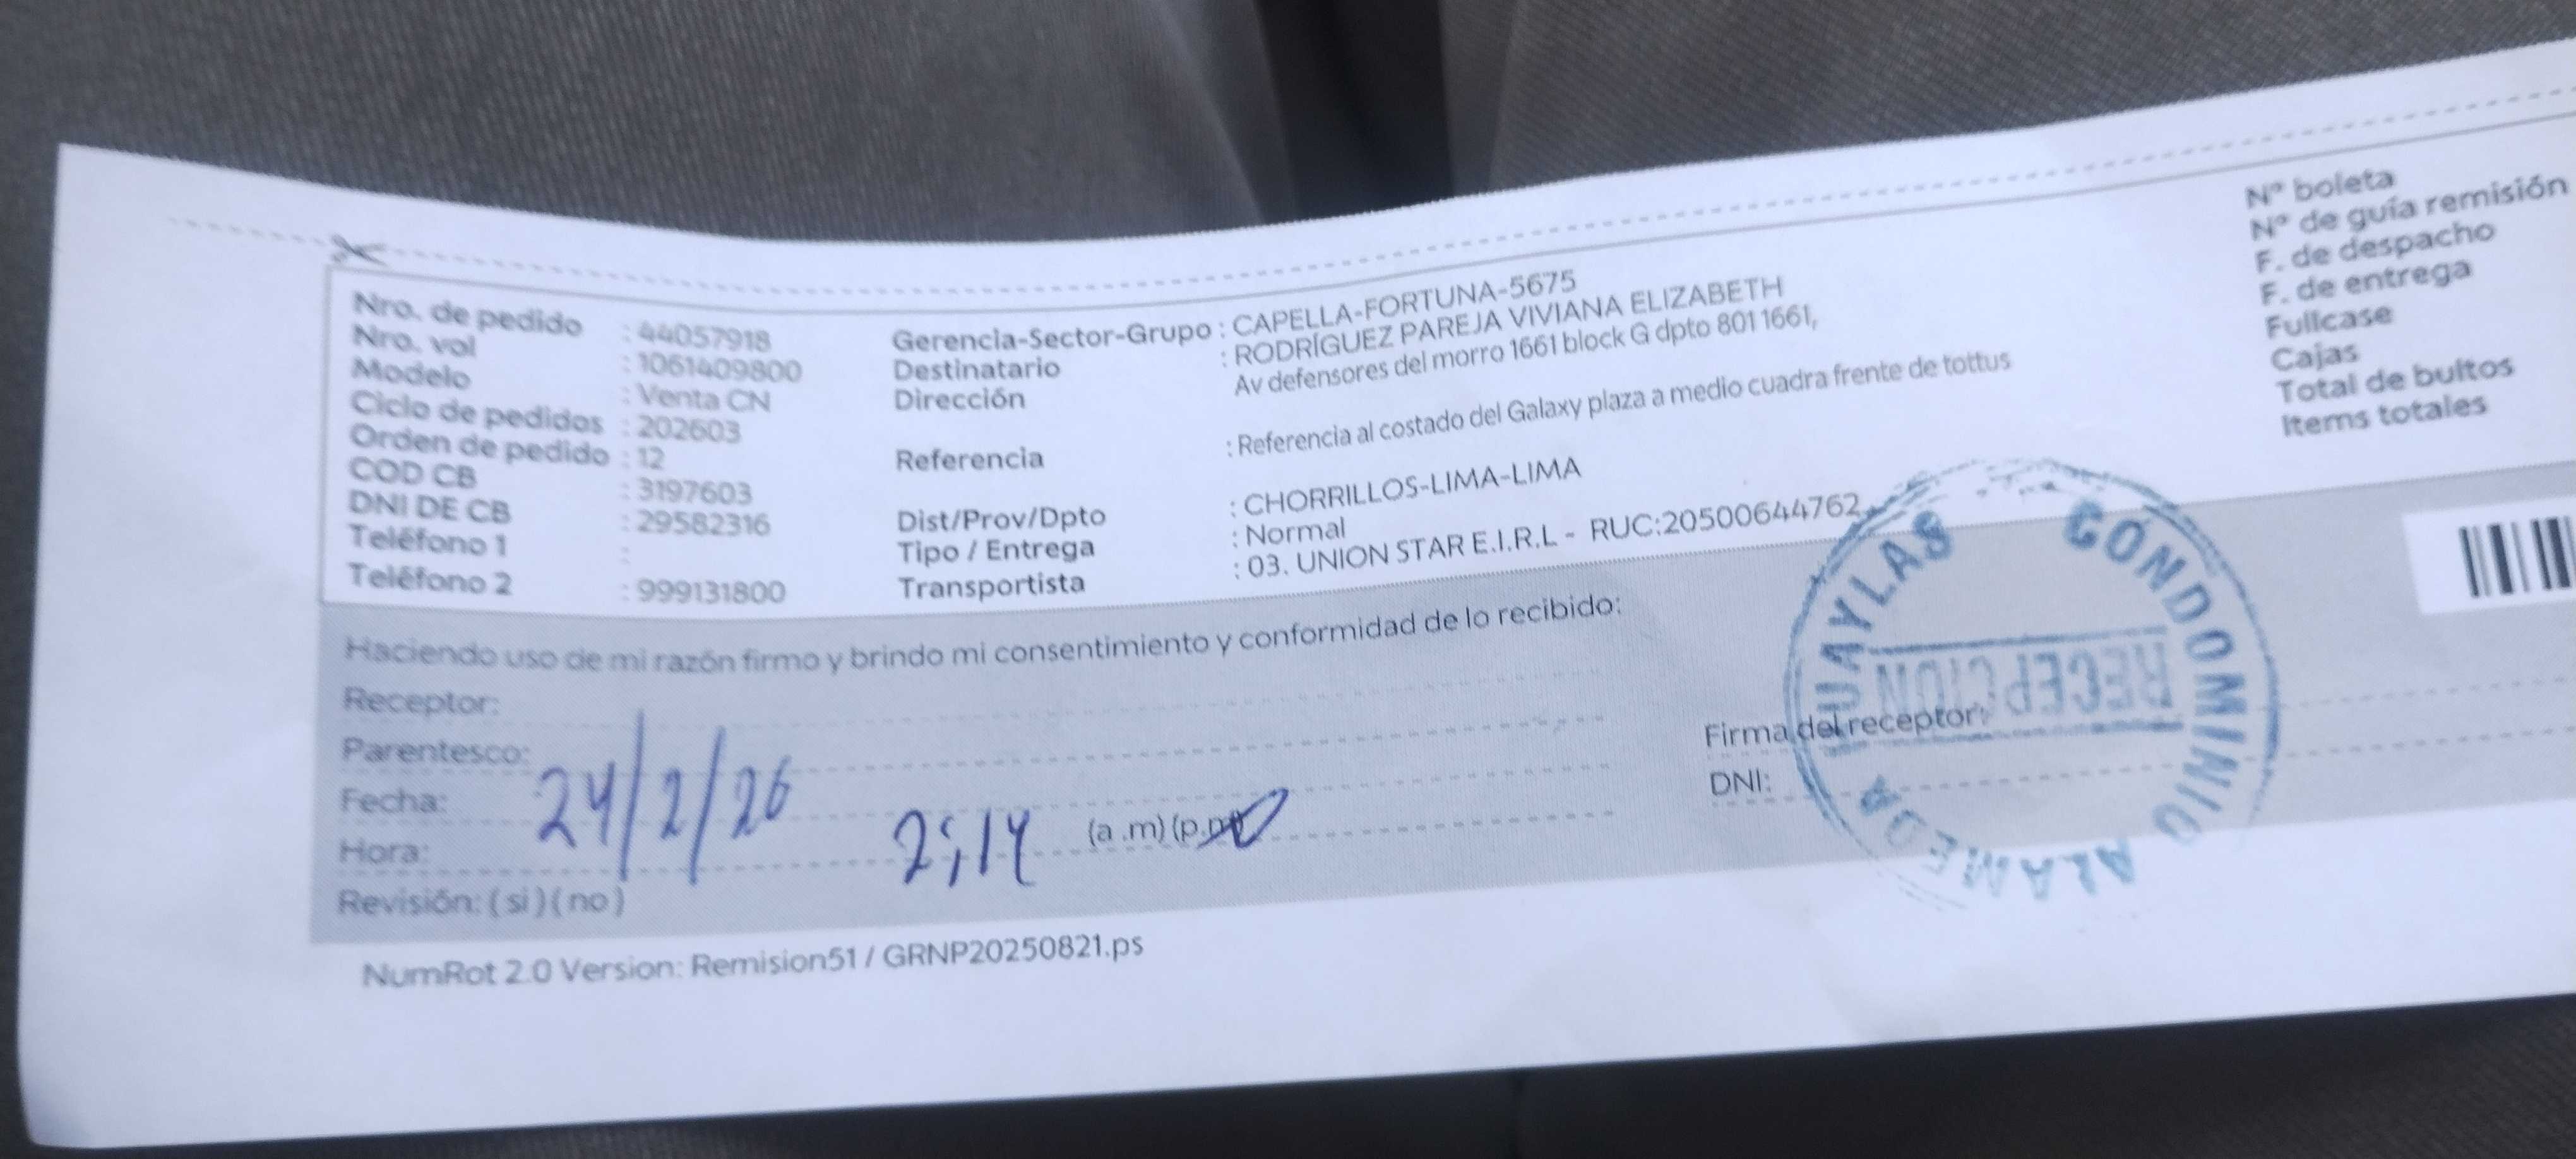 Nro. de pedido : 44057918
Nro. vol : 1061409800
Modelo : Venta CN
Ciclo de pedidos : 202603
Orden de pedido : 12
COD CB : 3197603
DNI DE CB : 29582316
Teléfono 1 :
Teléfono 2 : 999131800
Gerencia-Sector-Grupo : CAPELLA-FORTUNA-5675
Destinatario : RODRÍGUEZ PAREJA VIVIANA ELIZABETH
Dirección Av defensores del morro 1661 block G dpto 801 1661,
Referencia : Referencia al costado del Galaxy plaza a medio cuadra frente de tottus
Dist/Prov/Dpto : CHORRILLOS-LIMA-LIMA
Tipo / Entrega : Normal
Transportista : 03. UNION STAR E.I.R.L - RUC:20500644762
Nº boleta
Nº de guía remisión
F. de despacho
F. de entrega
Fullcase
Cajas
Total de bultos
Items totales
Haciendo uso de mi razón firmo y brindo mi consentimiento y conformidad de lo recibido:
Receptor:
Parentesco:
Fecha: 24/2/26
Hora: 2:14 (a .m) (p.m)
Revisión: ( si ) ( no )
Firma del receptor:
DNI:
CONDOMINIO ALAMEDA HUAYLAS
RECEPCION
NumRot 2.0 Version: Remision51 / GRNP20250821.ps